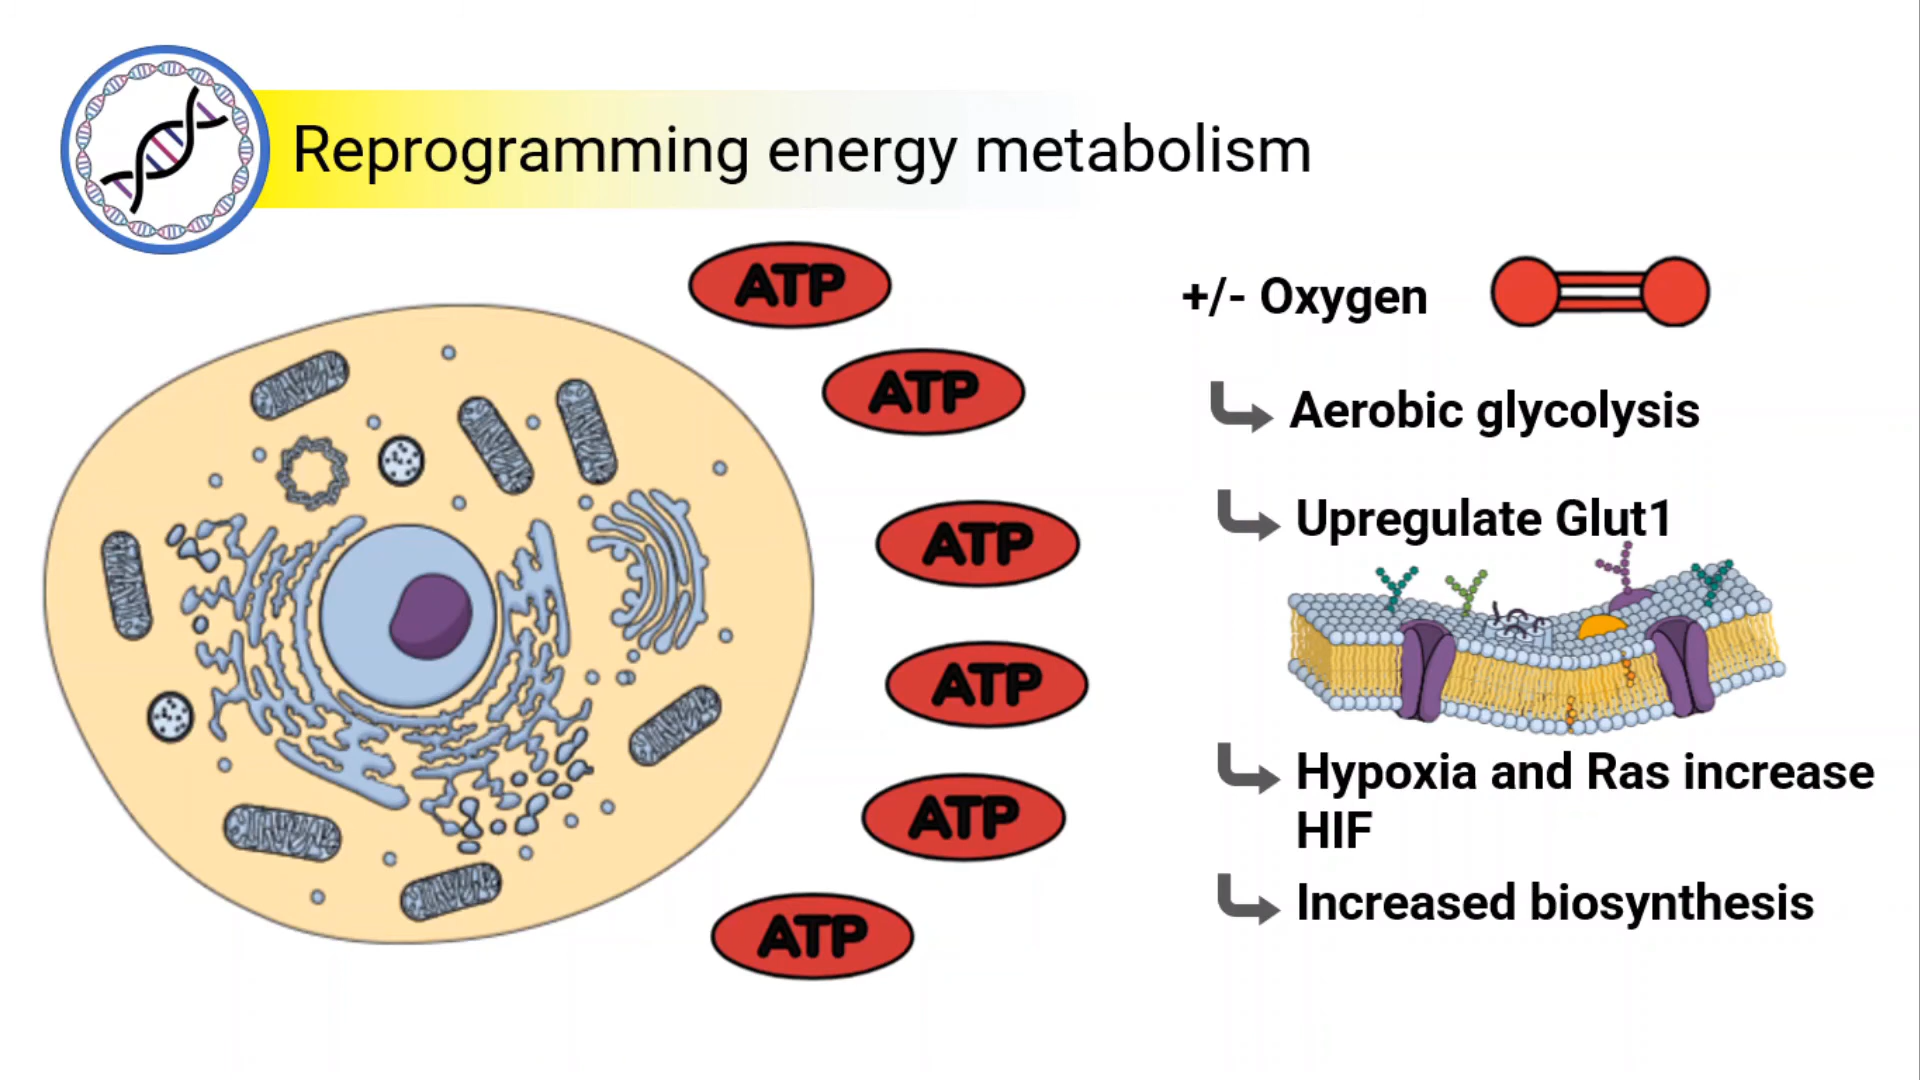 Reprogramming energy metabolism
ATP
ATP
ATP
ATP
ATP
ATP
+/- Oxygen
Aerobic glycolysis
Upregulate Glut1
Hypoxia and Ras increase
HIF
Increased biosynthesis